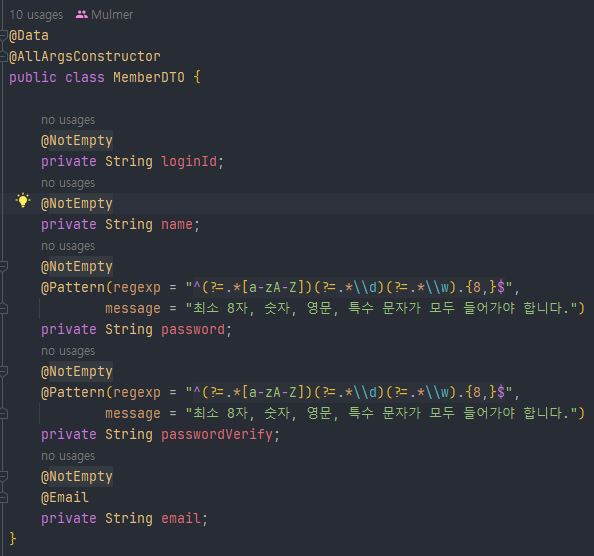 10 usages Mulmer
@Data
@AllArgsConstructor
public class MemberDTO {
no usages
@NotEmpty
private String loginId;
no usages
@NotEmpty
private String name;
no usages
@NotEmpty
@Pattern(regexp = "^(?=.*[a-zA-Z])(?=.*\\d)(?=.*\\w).{8,}$",
message = "최소 8자, 숫자, 영문, 특수 문자가 모두 들어가야 합니다.")
private String password;
no usages
@NotEmpty
@Pattern(regexp = "^(?=.*[a-zA-Z])(?=.*\\d)(?=.*\\w).{8,}$",
message = "최소 8자, 숫자, 영문, 특수 문자가 모두 들어가야 합니다.")
private String passwordVerify;
no usages
@NotEmpty
@Email
private String email;
}